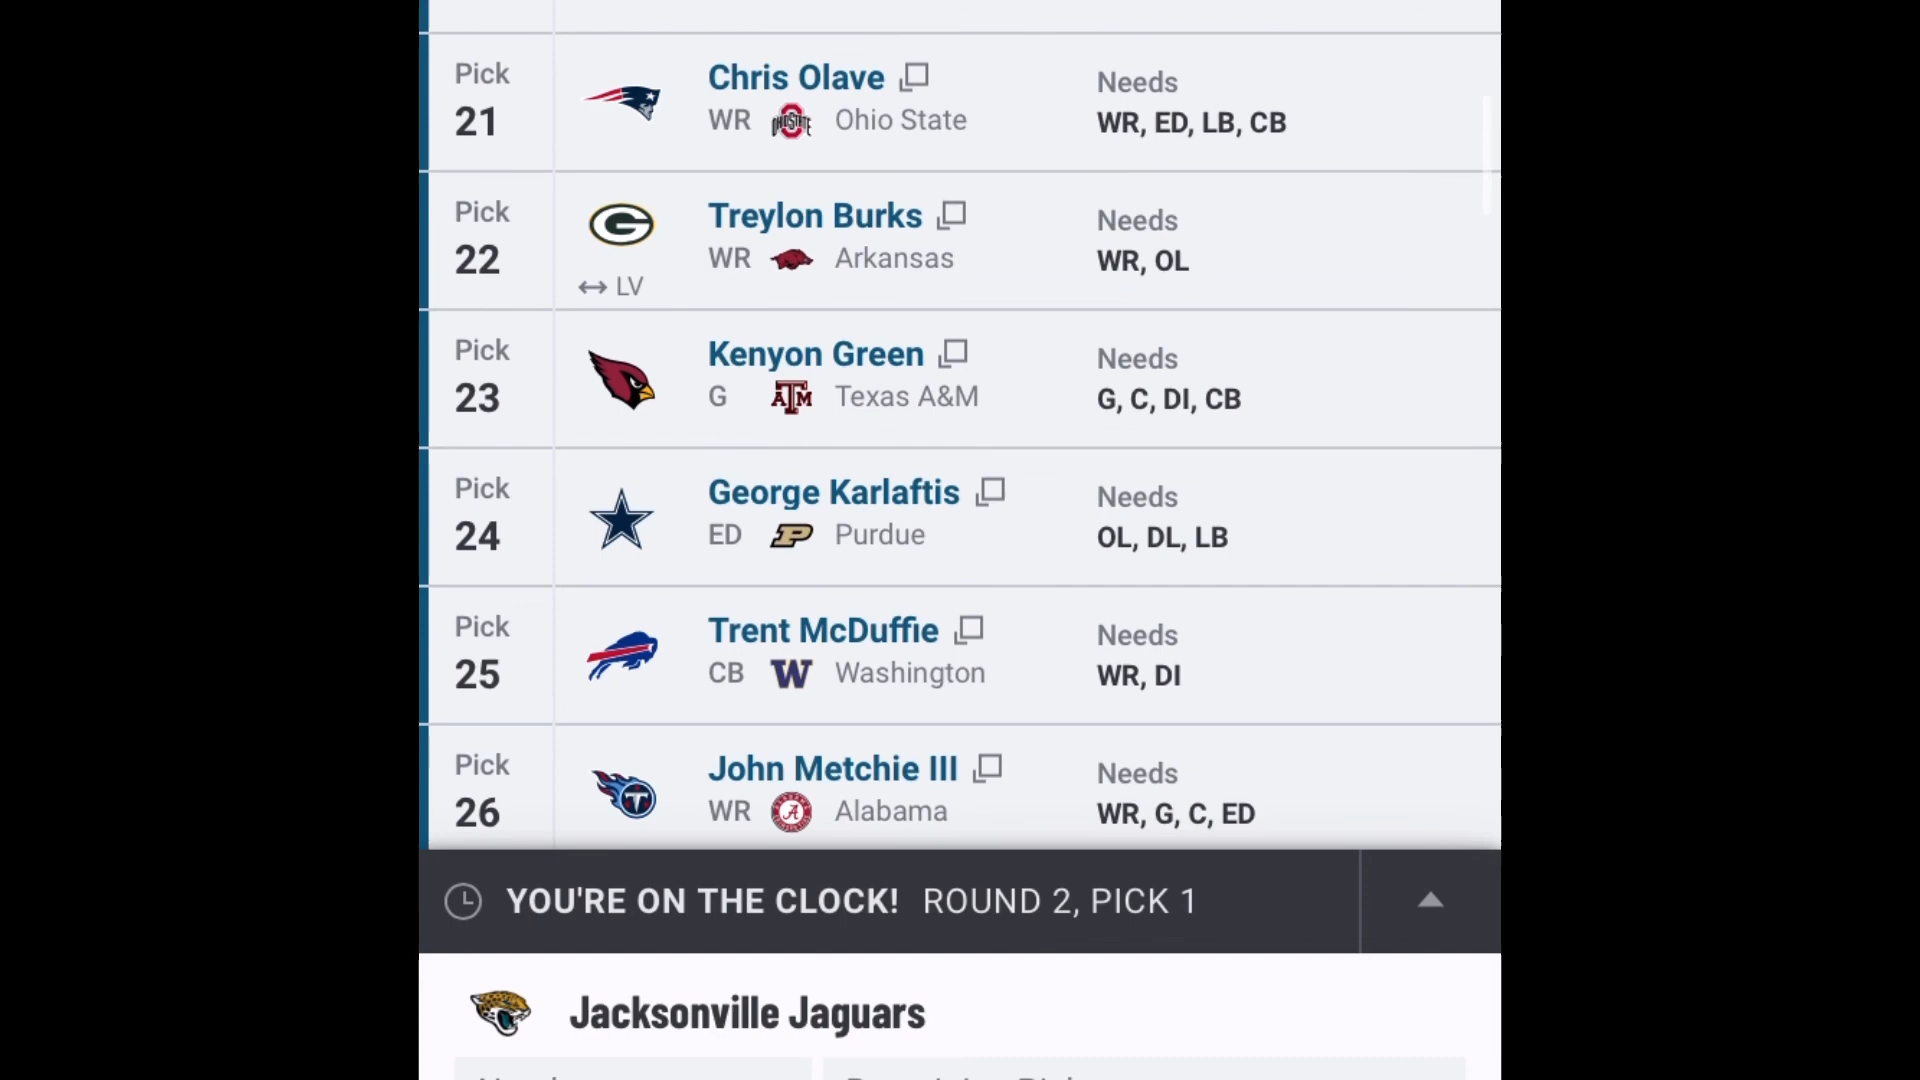 Pick
21
Chris Olave
WR OHIO STATE Ohio State
Needs
WR, ED, LB, CB
Pick
22
LV
Treylon Burks
WR Arkansas
Needs
WR, OL
Pick
23
Kenyon Green
G ATM Texas A&M
Needs
G, C, DI, CB
Pick
24
George Karlaftis
ED P Purdue
Needs
OL, DL, LB
Pick
25
Trent McDuffie
CB W Washington
Needs
WR, DI
Pick
26
John Metchie III
WR A Alabama
Needs
WR, G, C, ED
YOU'RE ON THE CLOCK! ROUND 2, PICK 1
Jacksonville Jaguars